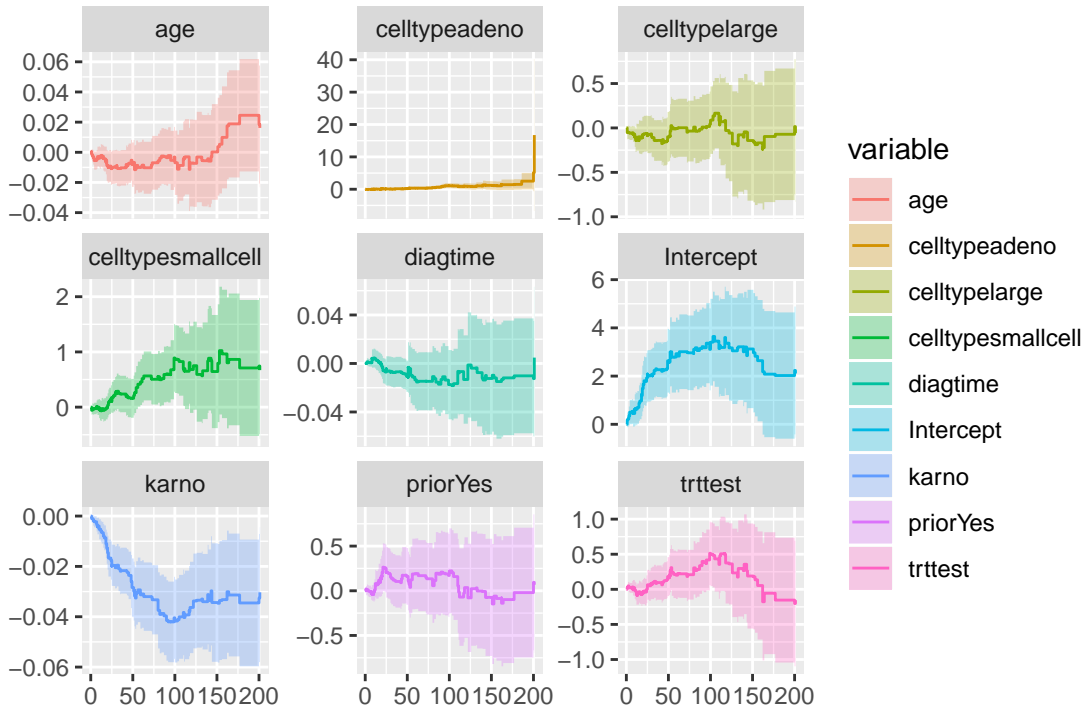 age celltypeadeno celltypelarge
0.06
0.04
0.02
0.00
−0.02
−0.04
40
30
20
10
0
0.5
0.0
−0.5
−1.0
celltypesmallcell diagtime Intercept
2
1
0
0.04
0.00
−0.04
6
4
2
0
karno priorYes trttest
0.00
−0.02
−0.04
−0.06
0.5
0.0
−0.5
1.0
0.5
0.0
−0.5
−1.0
0 50 100 150 200 0 50 100 150 200 0 50 100 150 200
variable
age
celltypeadeno
celltypelarge
celltypesmallcell
diagtime
Intercept
karno
priorYes
trttest